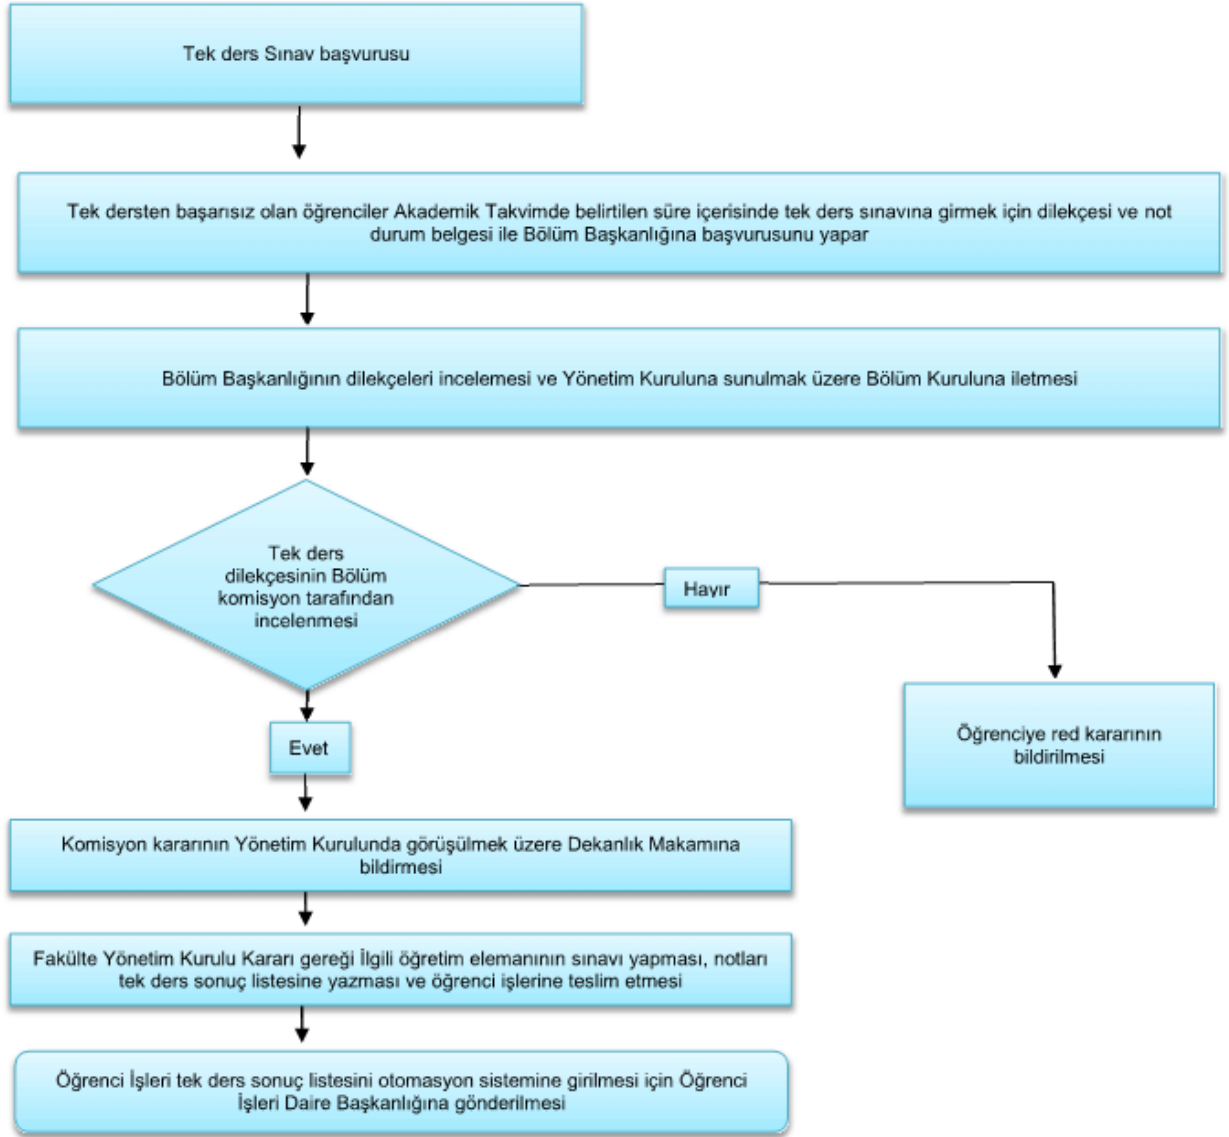 Tek ders Sınav başvurusu
Tek dersten başarısız olan öğrenciler Akademik Takvimde belirtilen süre içerisinde tek ders sınavına girmek için dilekçesi ve not
durum belgesi ile Bölüm Başkanlığına başvurusunu yapar
Bölüm Başkanlığının dilekçeleri incelemesi ve Yönetim Kuruluna sunulmak üzere Bölüm Kuruluna iletmesi
Tek ders
dilekçesinin Bölüm
komisyon tarafından
incelenmesi
Hayır
Öğrenciye red kararının
bildirilmesi
Evet
Komisyon kararının Yönetim Kurulunda görüşülmek üzere Dekanlık Makamına
bildirmesi
Fakülte Yönetim Kurulu Kararı gereği İlgili öğretim elemanının sınavı yapması, notları
tek ders sonuç listesine yazması ve öğrenci işlerine teslim etmesi
Öğrenci İşleri tek ders sonuç listesini otomasyon sistemine girilmesi için Öğrenci
İşleri Daire Başkanlığına gönderilmesi